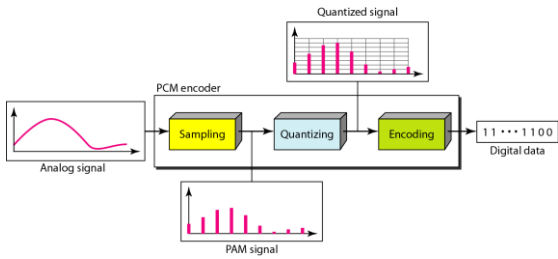 Quantized signal
PCM encoder
Sampling
Quantizing
Encoding
11 ••• 1100
Digital data
Analog signal
PAM signal